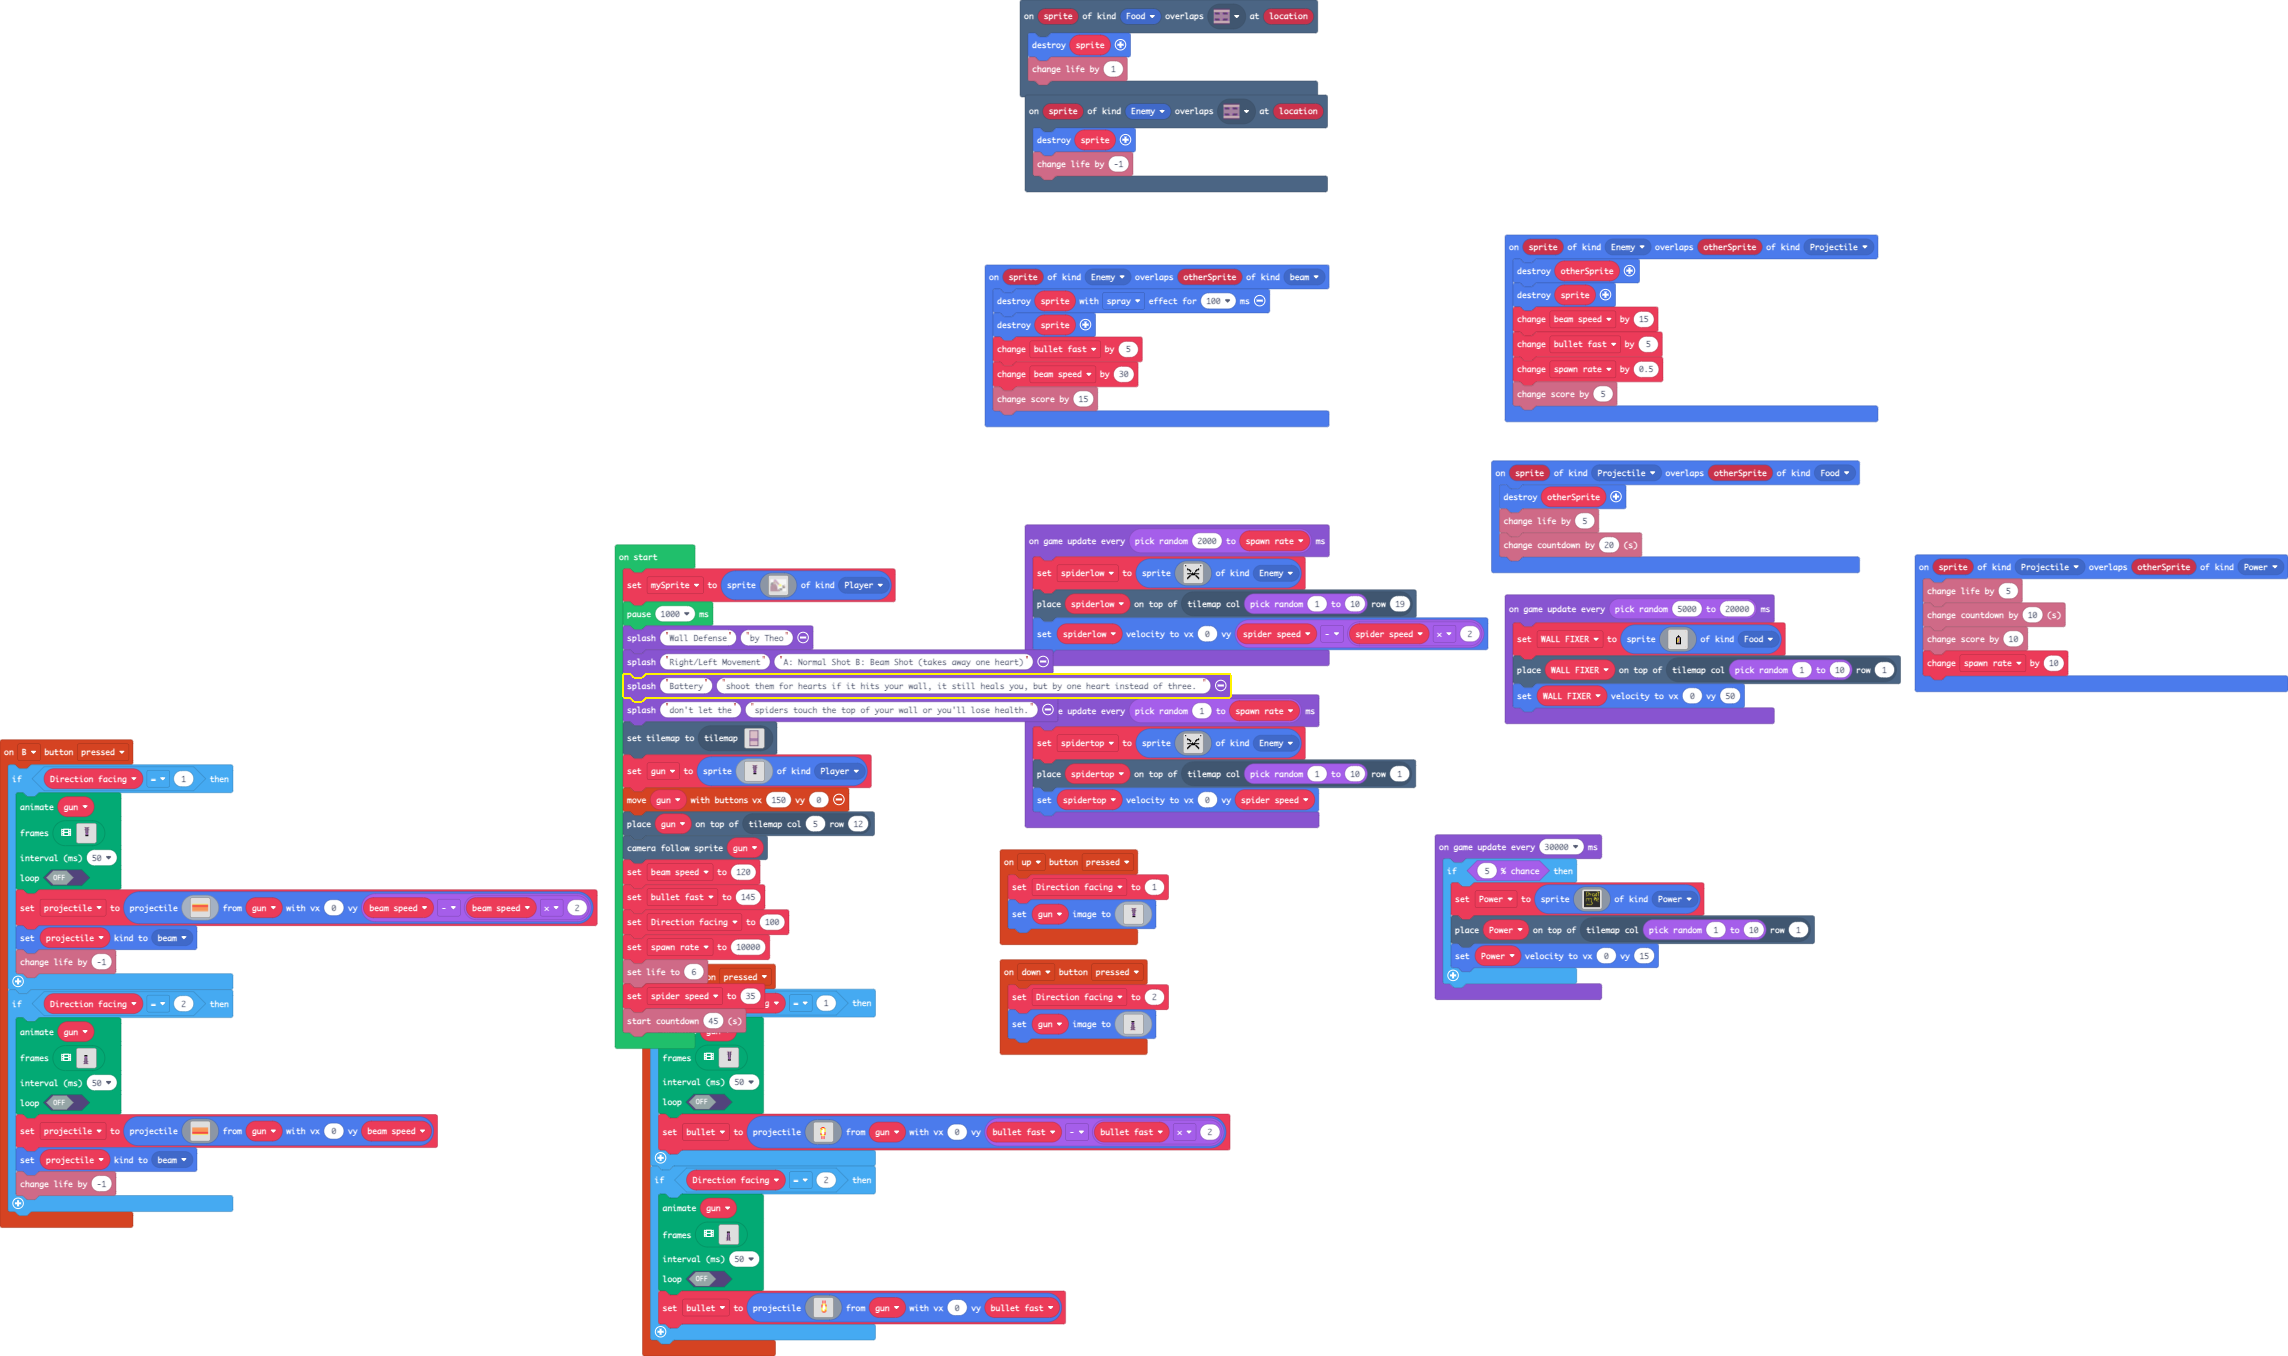 on sprite of kind Food overlaps at location
destroy sprite
change life by 1
on sprite of kind Enemy overlaps at location
destroy sprite
change life by -1
on sprite of kind Enemy overlaps otherSprite of kind beam
destroy sprite with spray effect for 100 ms
destroy sprite
change bullet fast by 5
change beam speed by 30
change score by 15
on sprite of kind Enemy overlaps otherSprite of kind Projectile
destroy otherSprite
destroy sprite
change beam speed by 15
change bullet fast by 5
change spawn rate by 0.5
change score by 5
on sprite of kind Projectile overlaps otherSprite of kind Food
destroy otherSprite
change life by 5
change countdown by 20 (s)
on sprite of kind Projectile overlaps otherSprite of kind Power
change life by 5
change countdown by 10 (s)
change score by 10
change spawn rate by 10
on game update every pick random 2000 to spawn rate ms
set spiderlow to sprite of kind Enemy
place spiderlow on top of tilemap col pick random 1 to 10 row 19
set spiderlow velocity to vx 0 vy spider speed - spider speed × 2
on game update every pick random 5000 to 20000 ms
set WALL FIXER to sprite of kind Food
place WALL FIXER on top of tilemap col pick random 1 to 10 row 1
set WALL FIXER velocity to vx 0 vy 50
on start
set mySprite to sprite of kind Player
pause 1000 ms
splash "Wall Defense" "by Theo"
splash "Right/Left Movement" "A: Normal Shot B: Beam Shot (takes away one heart)"
splash "Battery" "shoot them for hearts if it hits your wall, it still heals you, but by one heart instead of three. "
splash "don't let the" "spiders touch the top of your wall or you'll lose health."
set tilemap to tilemap
set gun to sprite of kind Player
move gun with buttons vx 150 vy 0
place gun on top of tilemap col 5 row 12
camera follow sprite gun
set beam speed to 120
set bullet fast to 145
set Direction facing to 100
set spawn rate to 10000
set life to 6
set spider speed to 35
start countdown 45 (s)
e update every pick random 1 to spawn rate ms
set spidertop to sprite of kind Enemy
place spidertop on top of tilemap col pick random 1 to 10 row 1
set spidertop velocity to vx 0 vy spider speed
on B button pressed
if Direction facing = 1 then
animate gun
frames
interval (ms) 50
loop OFF
set projectile to projectile from gun with vx 0 vy beam speed - beam speed × 2
set projectile kind to beam
change life by -1
if Direction facing = 2 then
animate gun
frames
interval (ms) 50
loop OFF
set projectile to projectile from gun with vx 0 vy beam speed
set projectile kind to beam
change life by -1
on pressed
g = 1 then
frames
interval (ms) 50
loop OFF
set bullet to projectile from gun with vx 0 vy bullet fast - bullet fast × 2
if Direction facing = 2 then
animate gun
frames
interval (ms) 50
loop OFF
set bullet to projectile from gun with vx 0 vy bullet fast
on up button pressed
set Direction facing to 1
set gun image to
on down button pressed
set Direction facing to 2
set gun image to
on game update every 30000 ms
if 5 % chance then
set Power to sprite of kind Power
place Power on top of tilemap col pick random 1 to 10 row 1
set Power velocity to vx 0 vy 15